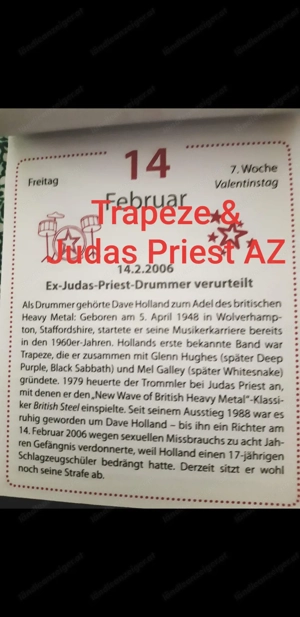 14
Freitag
7. Woche
Februar
Valentinstag
Trapeze &
Judas Priest AZ
14.2.2006
Ex-Judas-Priest-Drummer verurteilt
Als Drummer gehörte Dave Holland zum Adel des britischen
Heavy Metal: Geboren am 5. April 1948 in Wolverhamp-
ton, Staffordshire, startete er seine Musikerkarriere bereits
in den 1960er-Jahren. Hollands erste bekannte Band war
Trapeze, die er zusammen mit Glenn Hughes (später Deep
Purple, Black Sabbath) und Mel Galley (später Whitesnake)
gründete. 1979 heuerte der Trommler bei Judas Priest an,
mit denen er den „New Wave of British Heavy Metal“-Klassi-
ker British Steel einspielte. Seit seinem Ausstieg 1988 war es
ruhig geworden um Dave Holland – bis ihn ein Richter am
14. Februar 2006 wegen sexuellen Missbrauchs zu acht Jah-
ren Gefängnis verdonnerte, weil Holland einen 17-jährigen
Schlagzeugschüler bedrängt hatte. Derzeit sitzt er wohl
noch seine Strafe ab.